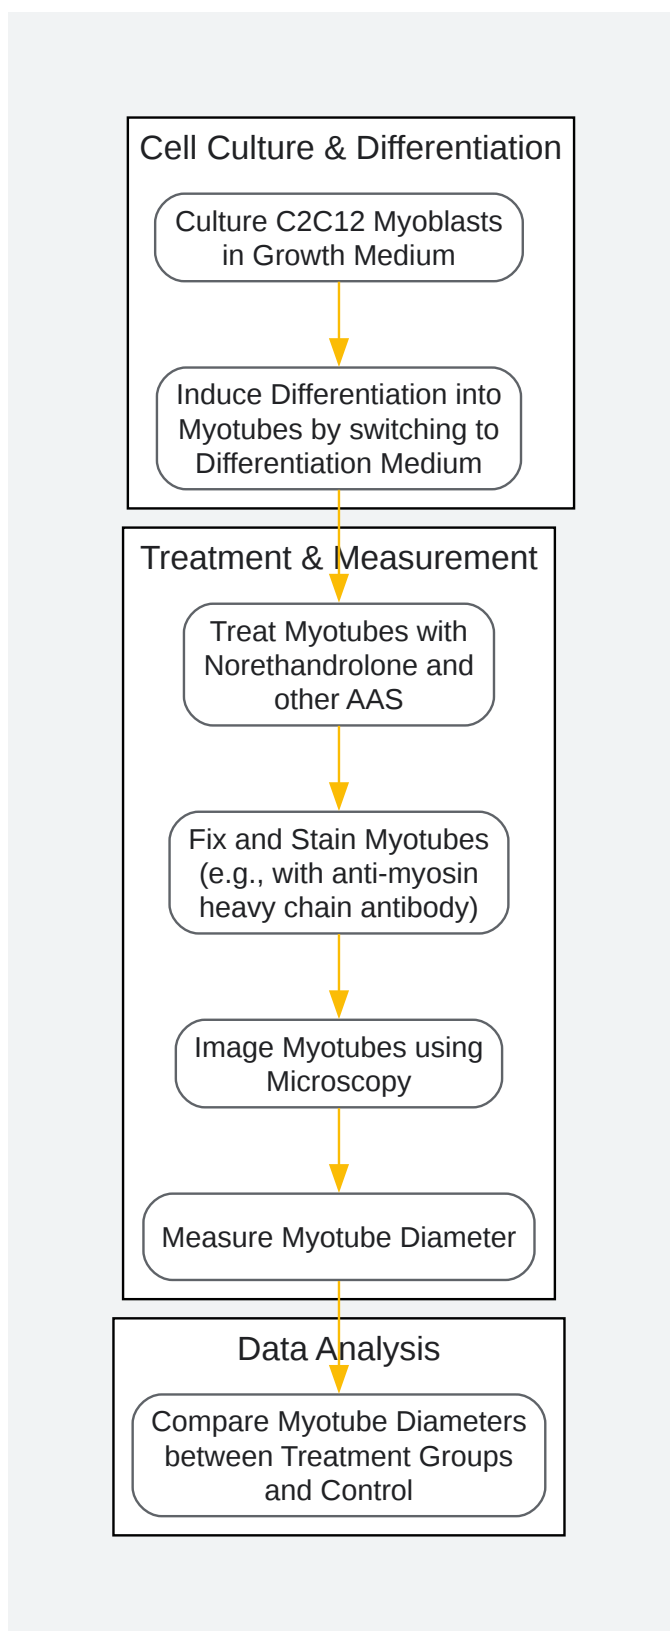 Cell Culture & Differentiation
Culture C2C12 Myoblasts
in Growth Medium
Induce Differentiation into
Myotubes by switching to
Differentiation Medium
Treatment & Measurement
Treat Myotubes with
Norethandrolone and
other AAS
Fix and Stain Myotubes
(e.g., with anti-myosin
heavy chain antibody)
Image Myotubes using
Microscopy
Measure Myotube Diameter
Data Analysis
Compare Myotube Diameters
between Treatment Groups
and Control